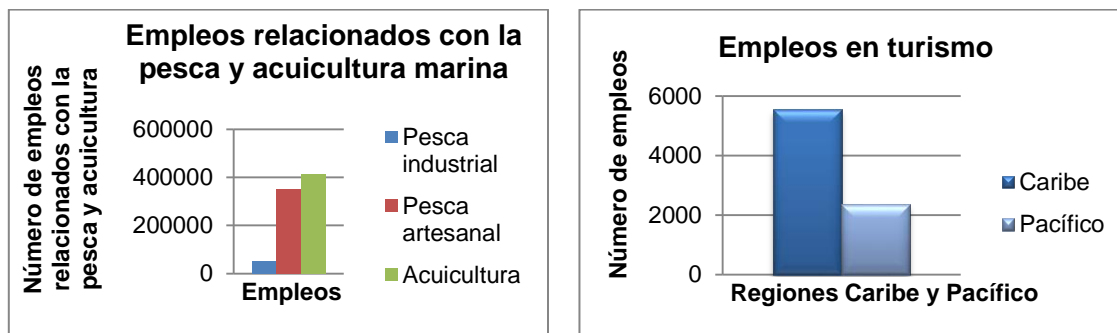 Empleos relacionados con la
pesca y acuicultura marina
Número de empleos
relacionados con la
pesca y acuicultura
600000
400000
200000
0
Empleos
Pesca
industrial
Pesca
artesanal
Acuicultura
Empleos en turismo
Número de empleos
6000
4000
2000
0
Regiones Caribe y Pacífico
Caribe
Pacífico